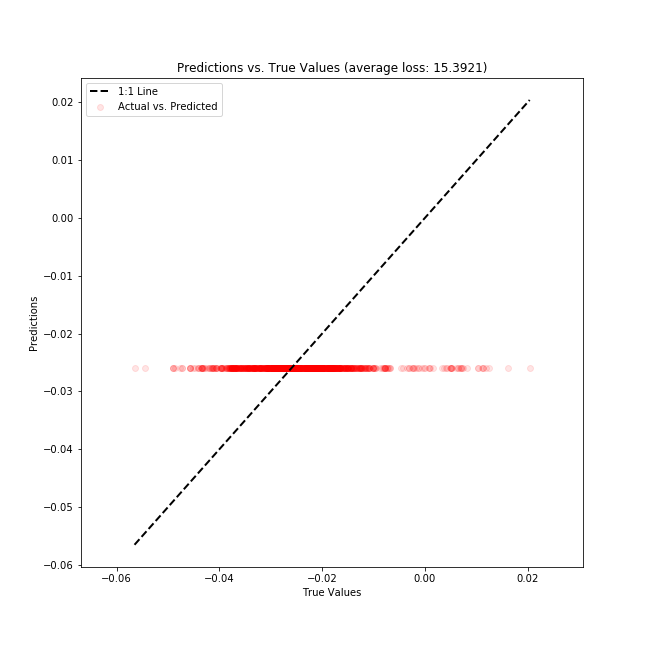 Predictions vs. True Values (average loss: 15.3921)
1:1 Line
Actual vs. Predicted
0.02
0.01
0.00
−0.01
−0.02
−0.03
−0.04
−0.05
−0.06
Predictions
−0.06
−0.04
−0.02
0.00
0.02
True Values